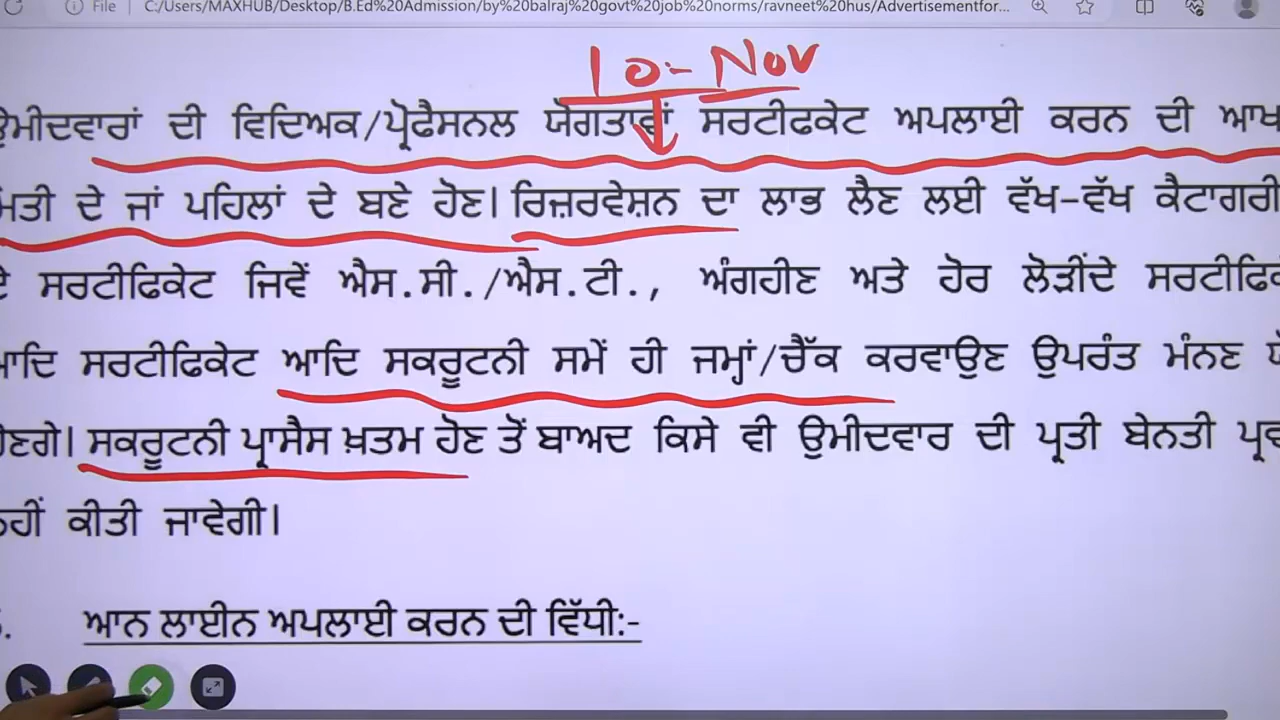 File C:/Users/MAXHUB/Desktop/B.Ed%20Admission/by%20balraj%20govt%20job%20norms/ravneet%20hus/Advertisementfor...
10:- Nov
ਉਮੀਦਵਾਰਾਂ ਦੀ ਵਿਦਿਅਕ/ਪ੍ਰੋਫੈਸਨਲ ਯੋਗਤਾਵਾਂ ਸਰਟੀਫਕੇਟ ਅਪਲਾਈ ਕਰਨ ਦੀ
ਦੇ ਜਾਂ ਪਹਿਲਾਂ ਦੇ ਬਣੇ ਹੋਣ। ਰਿਜ਼ਰਵੇਸ਼ਨ ਦਾ ਲਾਭ ਲੈਣ ਲਈ ਵੱਖ-ਵੱਖ ਕੈਟਾਗਰੀ
ਸਰਟੀਫਿਕੇਟ ਜਿਵੇਂ ਐਸ.ਸੀ./ਐਸ.ਟੀ., ਅੰਗਹੀਣ ਅਤੇ ਹੋਰ ਲੋੜੀਂਦੇ
ਆਦਿ ਸਰਟੀਫਿਕੇਟ ਆਦਿ ਸਕਰੂਟਨੀ ਸਮੇਂ ਹੀ ਜਮ੍ਹਾਂ/ਚੈੱਕ ਕਰਵਾਉਣ ਉਪਰੰਤ ਮੰਨਣ
ਸਕਰੂਟਨੀ ਪ੍ਰਾਸੈਸ ਖ਼ਤਮ ਹੋਣ ਤੋਂ ਬਾਅਦ ਕਿਸੇ ਵੀ ਉਮੀਦਵਾਰ ਦੀ ਪ੍ਰਤੀ ਬੇਨਤੀ
ਨਹੀਂ ਕੀਤੀ ਜਾਵੇਗੀ।
ਆਨ ਲਾਈਨ ਅਪਲਾਈ ਕਰਨ ਦੀ ਵਿੱਧੀ:-